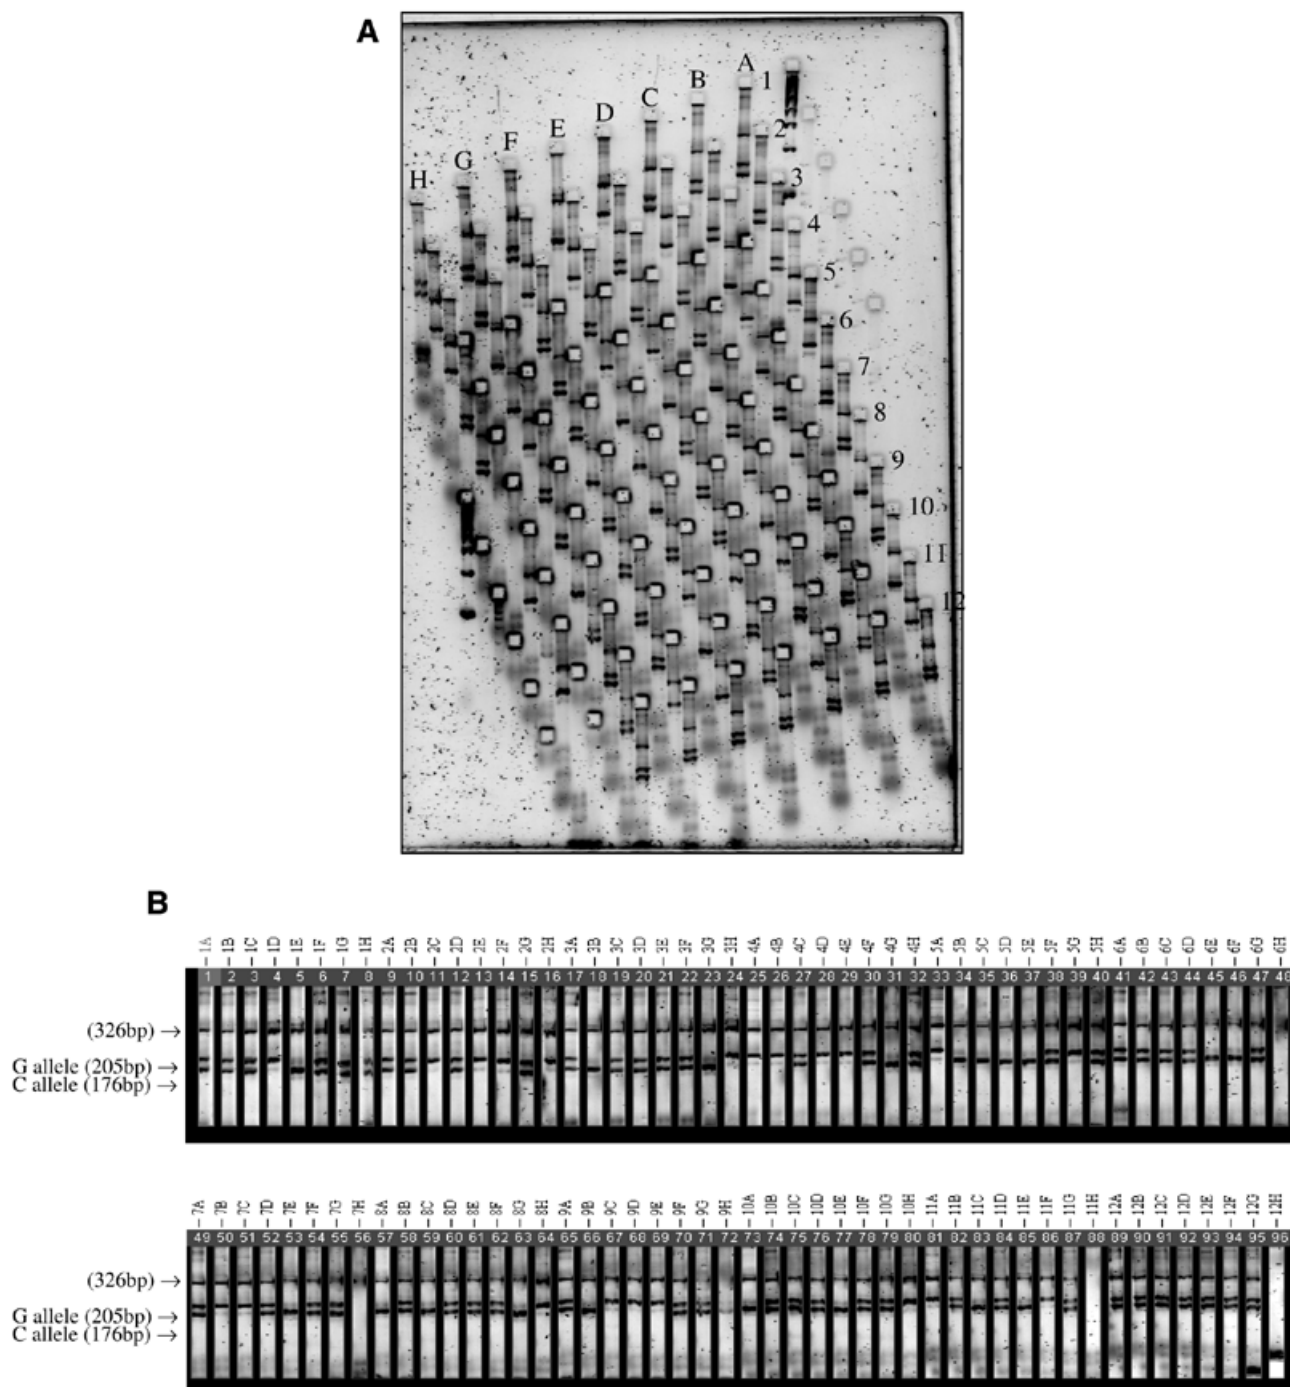 A
A
1
B
C
2
D
E
F
3
G
H
4
5
6
7
8
9
10
11
12
B
1A 1B 1C 1D 1E 1F 1G 1H 2A 2B 2C 2D 2E 2F 2G 2H 3A 3B 3C 3D 3E 3F 3G 3H 4A 4B 4C 4D 4E 4F 4G 4H 5A 5B 5C 5D 5E 5F 5G 5H 6A 6B 6C 6D 6E 6F 6G 6H
1 2 3 4 5 6 7 8 9 10 11 12 13 14 15 16 17 18 19 20 21 22 23 24 25 26 27 28 29 30 31 32 33 34 35 36 37 38 39 40 41 42 43 44 45 46 47 48
(326bp) →
G allele (205bp) →
C allele (176bp) →
7A 7B 7C 7D 7E 7F 7G 7H 8A 8B 8C 8D 8E 8F 8G 8H 9A 9B 9C 9D 9E 9F 9G 9H 10A 10B 10C 10D 10E 10F 10G 10H 11A 11B 11C 11D 11E 11F 11G 11H 12A 12B 12C 12D 12E 12F 12G 12H
49 50 51 52 53 54 55 56 57 58 59 60 61 62 63 64 65 66 67 68 69 70 71 72 73 74 75 76 77 78 79 80 81 82 83 84 85 86 87 88 89 90 91 92 93 94 95 96
(326bp) →
G allele (205bp) →
C allele (176bp) →